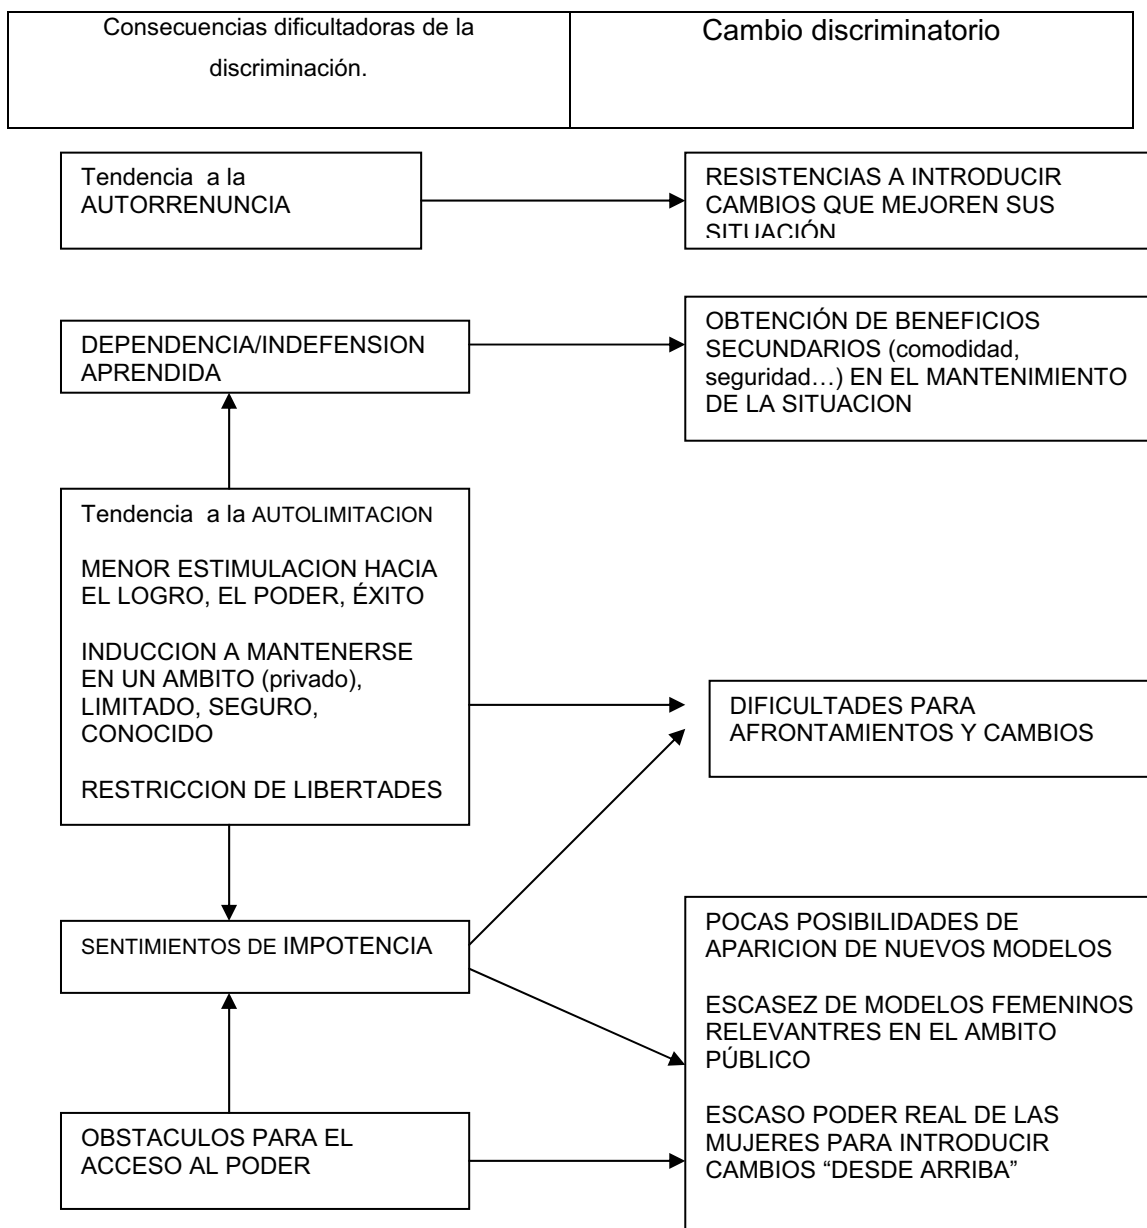 Consecuencias dificultadoras de la
discriminación.
Cambio discriminatorio
Tendencia a la
AUTORRENUNCIA
RESISTENCIAS A INTRODUCIR
CAMBIOS QUE MEJOREN SUS
SITUACIÓN
DEPENDENCIA/INDEFENSION
APRENDIDA
OBTENCIÓN DE BENEFICIOS
SECUNDARIOS (comodidad,
seguridad…) EN EL MANTENIMIENTO
DE LA SITUACION
Tendencia a la AUTOLIMITACION
MENOR ESTIMULACION HACIA
EL LOGRO, EL PODER, ÉXITO
INDUCCION A MANTENERSE
EN UN AMBITO (privado),
LIMITADO, SEGURO,
CONOCIDO
RESTRICCION DE LIBERTADES
DIFICULTADES PARA
AFRONTAMIENTOS Y CAMBIOS
SENTIMIENTOS DE IMPOTENCIA
POCAS POSIBILIDADES DE
APARICION DE NUEVOS MODELOS
ESCASEZ DE MODELOS FEMENINOS
RELEVANTRES EN EL AMBITO
PÚBLICO
ESCASO PODER REAL DE LAS
MUJERES PARA INTRODUCIR
CAMBIOS “DESDE ARRIBA”
OBSTACULOS PARA EL
ACCESO AL PODER